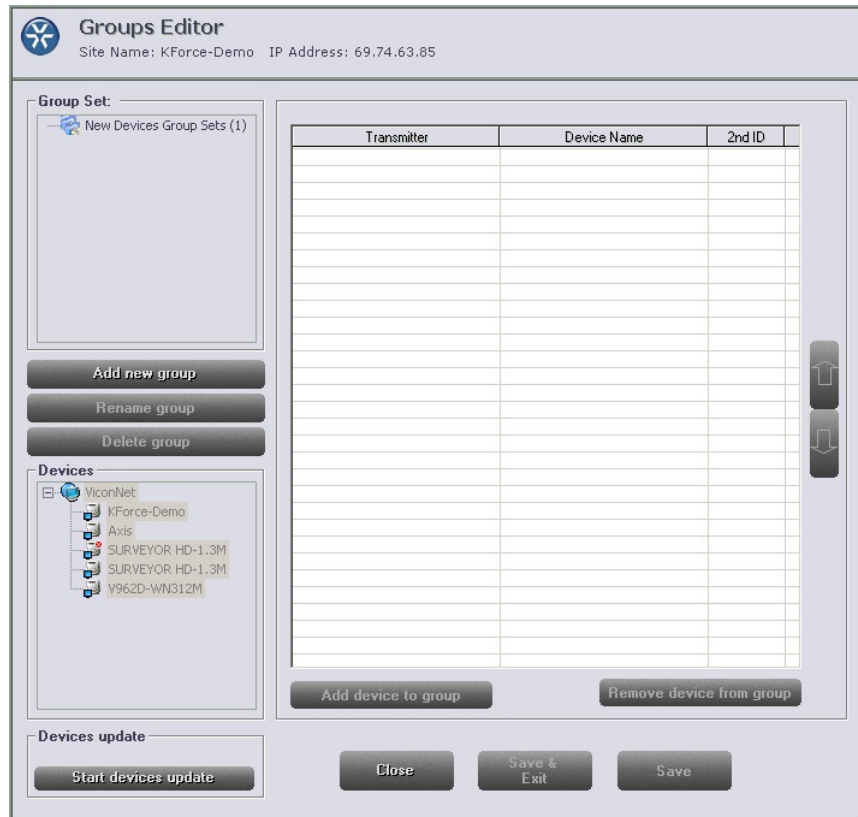 Groups Editor
Site Name: KForce-Demo IP Address: 69.74.63.85
Group Set:
New Devices Group Sets (1)
Add new group
Rename group
Delete group
Devices
ViconNet
KForce-Demo
Axis
SURVEYOR HD-1.3M
SURVEYOR HD-1.3M
V962D-WN312M
Devices update
Start devices update
Transmitter Device Name 2nd ID
Add device to group Remove device from group
Close Save & Exit Save